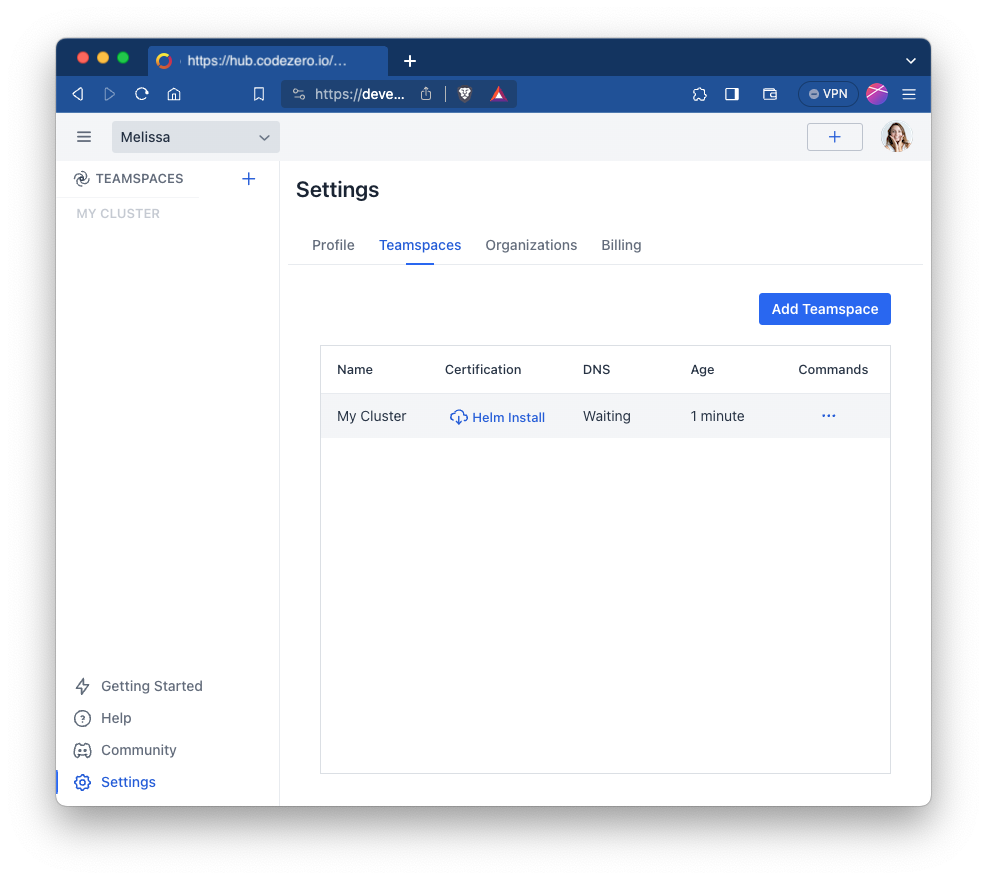 https://hub.codezero.io/...
https://deve...
VPN
Melissa
TEAMSPACES
MY CLUSTER
Settings
Profile Teamspaces Organizations Billing
Add Teamspace
Name Certification DNS Age Commands
My Cluster Helm Install Waiting 1 minute
Getting Started
Help
Community
Settings